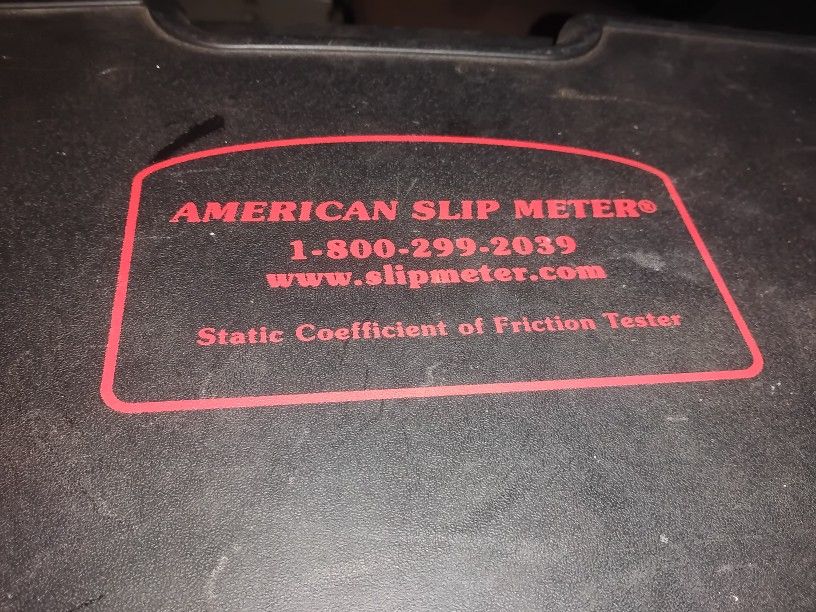 AMERICAN SLIP METER®
1-800-299-2039
www.slipmeter.com
Static Coefficient of Friction Tester